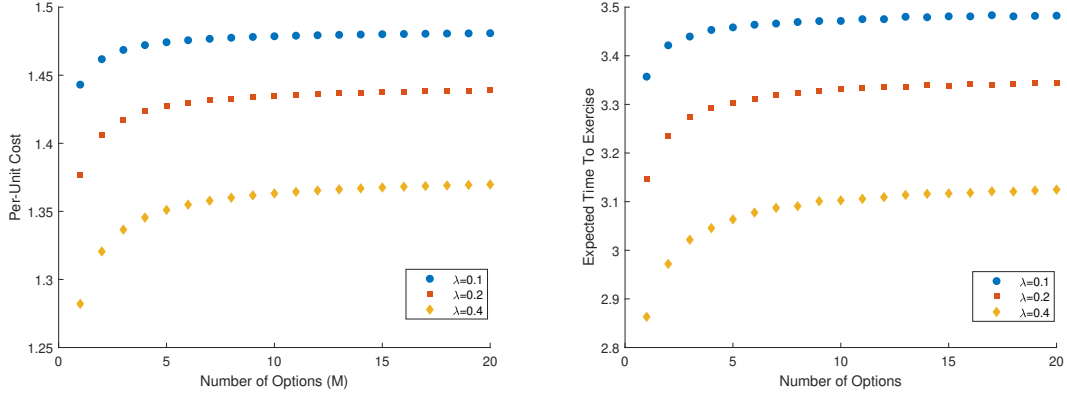 1.5
1.45
1.4
1.35
1.3
1.25
Per-Unit Cost
0
5
10
15
20
Number of Options (M)
λ=0.1
λ=0.2
λ=0.4
3.5
3.4
3.3
3.2
3.1
3
2.9
2.8
Expected Time To Exercise
0
5
10
15
20
Number of Options
λ=0.1
λ=0.2
λ=0.4